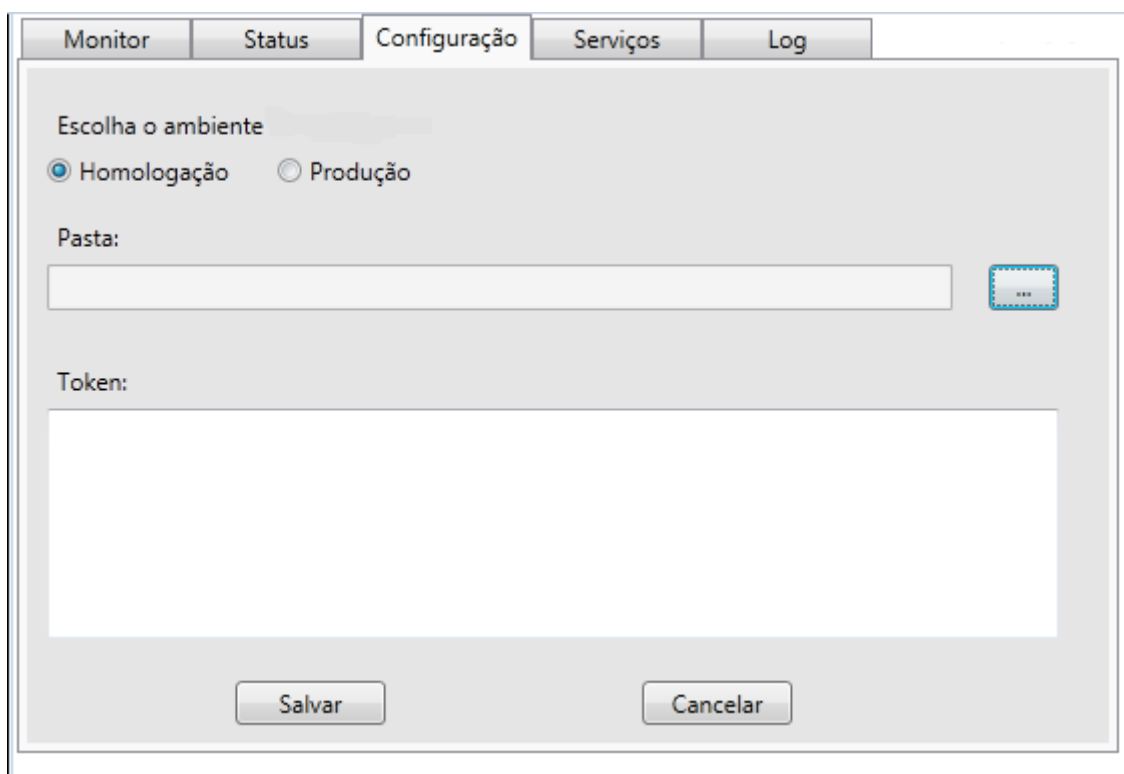 Monitor Status Configuração Serviços Log
Escolha o ambiente
Homologação Produção
Pasta:
...
Token:
Salvar Cancelar